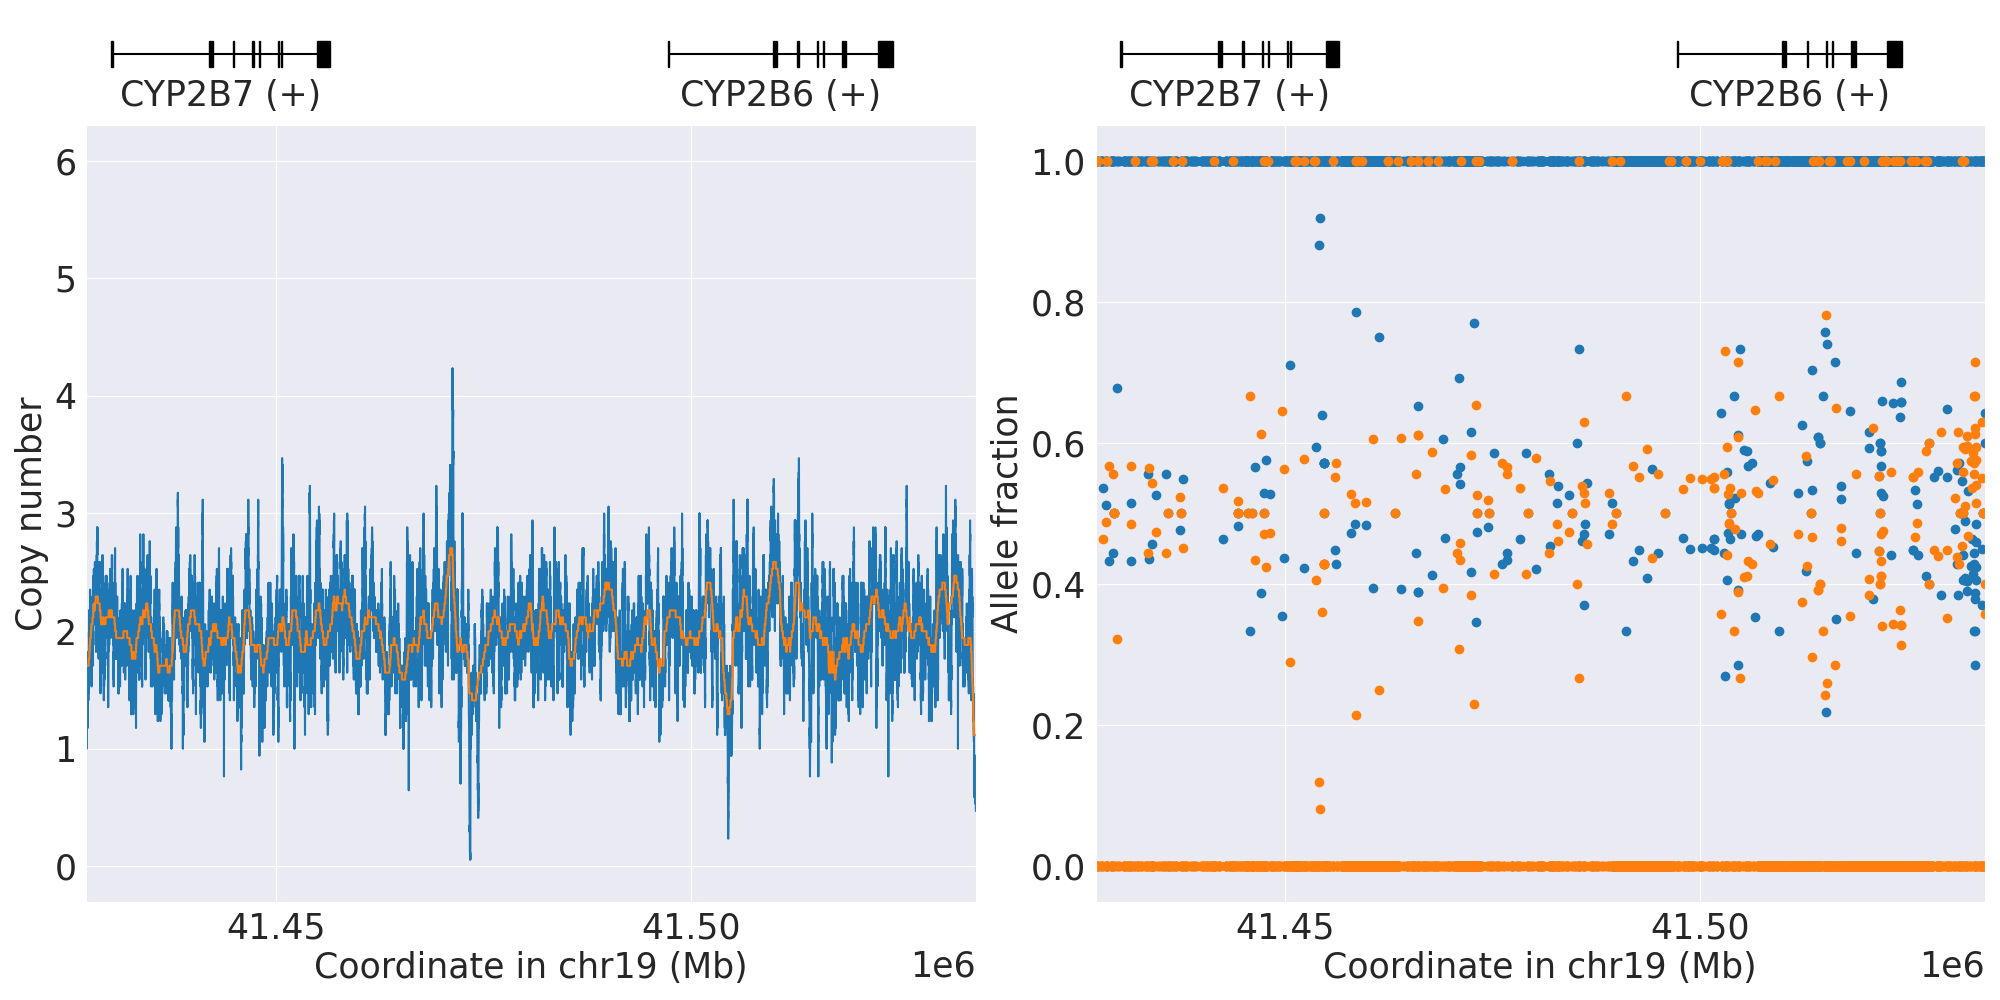 CYP2B7 (+)
CYP2B6 (+)
6
5
4
3
2
1
0
Copy number
41.45
41.50
Coordinate in chr19 (Mb)
1e6
CYP2B7 (+)
CYP2B6 (+)
1.0
0.8
0.6
0.4
0.2
0.0
Allele fraction
41.45
41.50
Coordinate in chr19 (Mb)
1e6